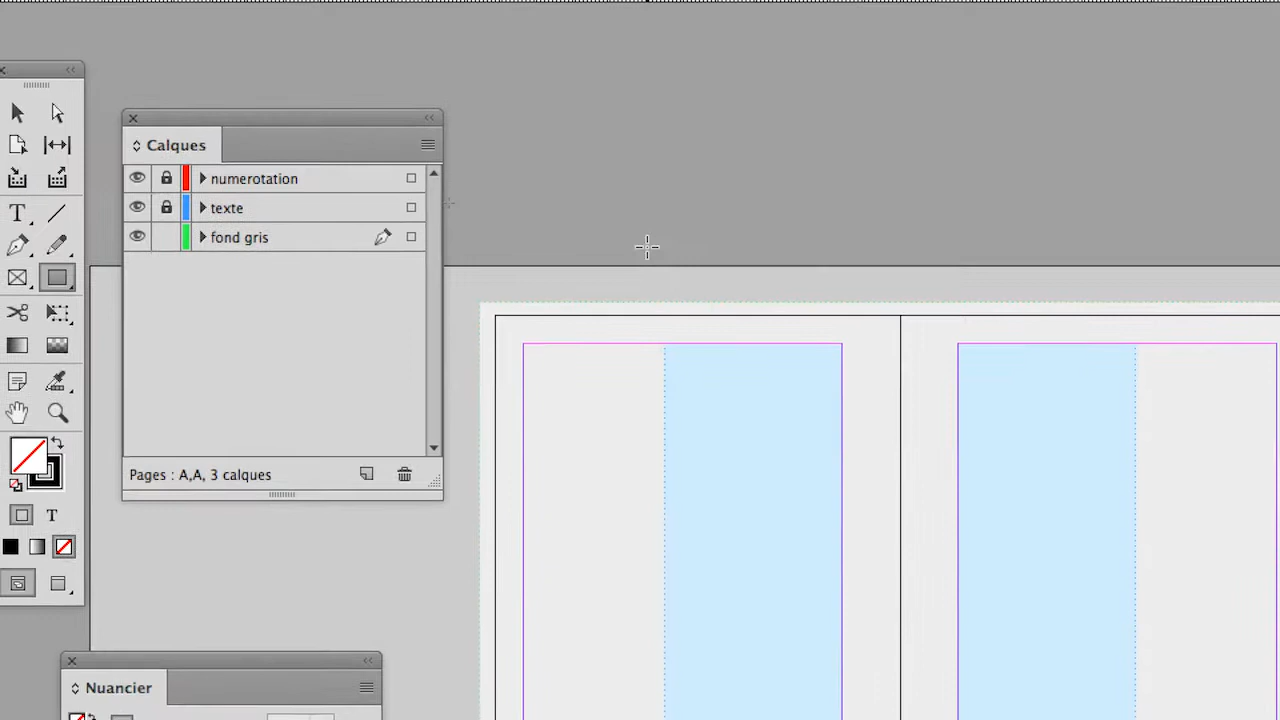 Calques
numerotation
texte
fond gris
Pages : A,A, 3 calques
T
T
Nuancier